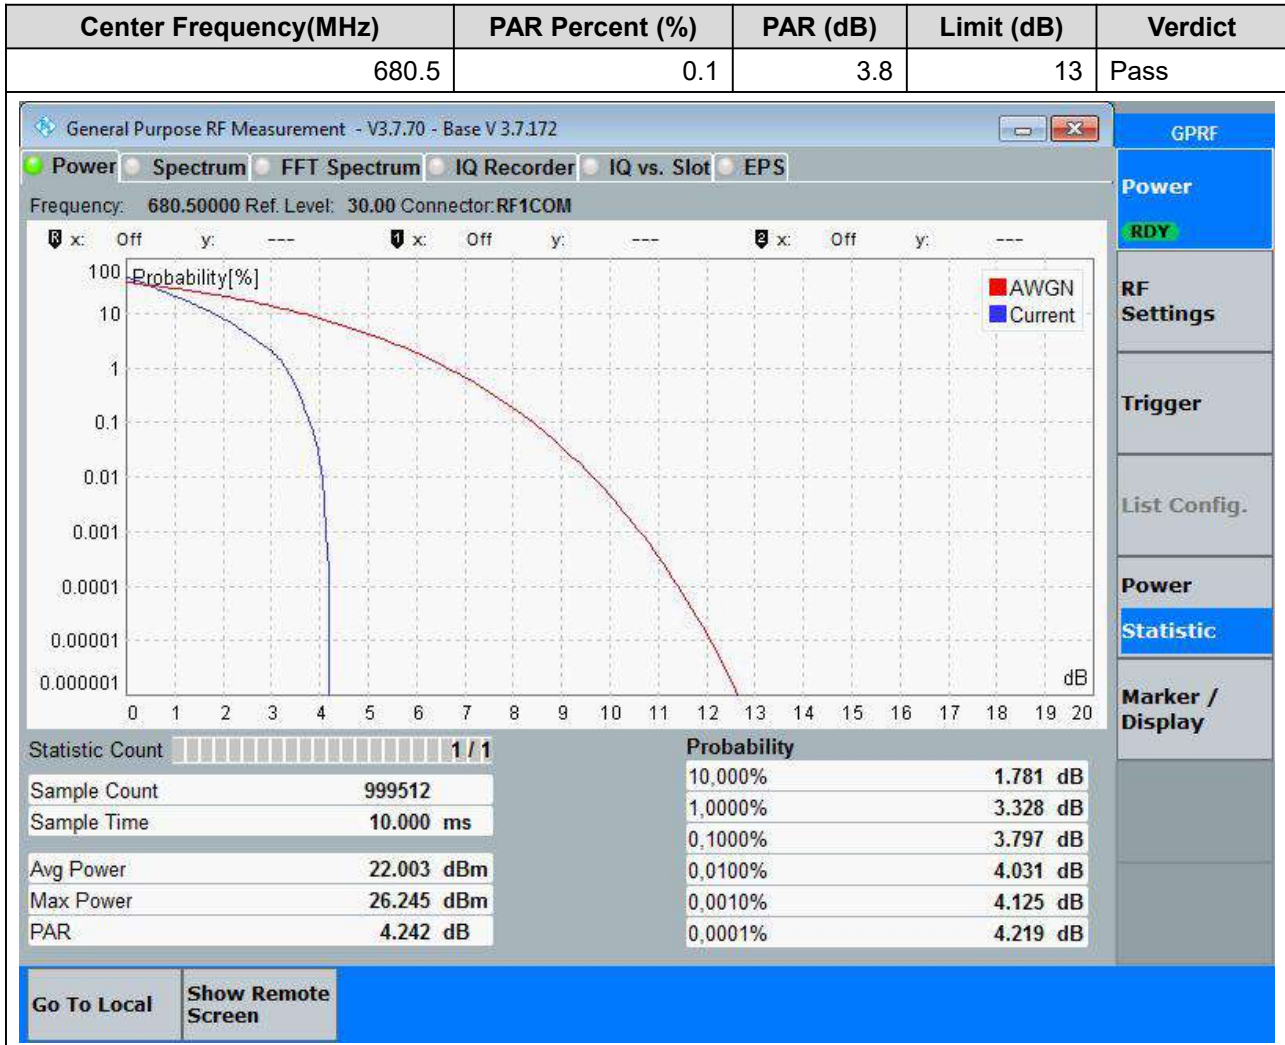 Center Frequency(MHz) PAR Percent (%) PAR (dB) Limit (dB) Verdict
680.5 0.1 3.8 13 Pass
General Purpose RF Measurement - V3.7.70 - Base V 3.7.172
GPRF
Power Spectrum FFT Spectrum IQ Recorder IQ vs. Slot EPS
Frequency: 680.50000 Ref. Level: 30.00 Connector:RF1COM
R x: Off y: --- 1 x: Off y: --- 2 x: Off y: ---
Probability[%]
AWGN
Current
100
10
1
0.1
0.01
0.001
0.0001
0.00001
0.000001
dB
0 1 2 3 4 5 6 7 8 9 10 11 12 13 14 15 16 17 18 19 20
Statistic Count 1 / 1
Sample Count 999512
Sample Time 10.000 ms
Avg Power 22.003 dBm
Max Power 26.245 dBm
PAR 4.242 dB
Probability
10,000% 1.781 dB
1,0000% 3.328 dB
0,1000% 3.797 dB
0,0100% 4.031 dB
0,0010% 4.125 dB
0,0001% 4.219 dB
Power
RDY
RF
Settings
Trigger
List Config.
Power
Statistic
Marker /
Display
Go To Local
Show Remote
Screen